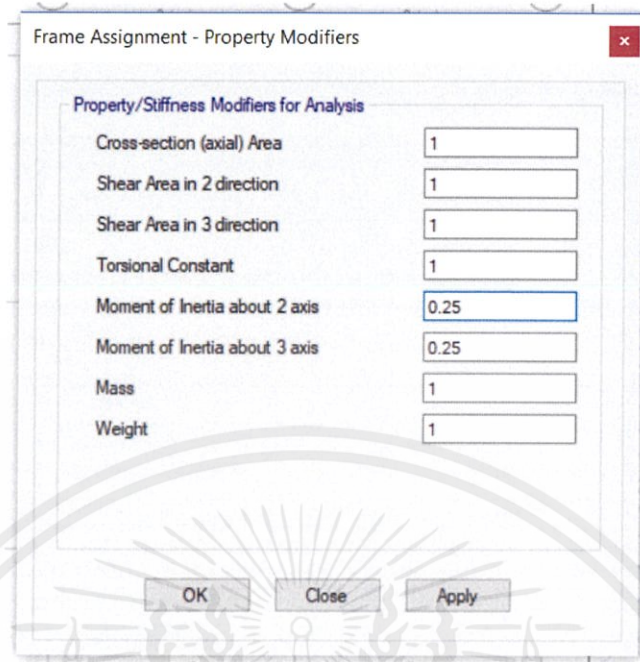 Frame Assignment - Property Modifiers
Property/Stiffness Modifiers for Analysis
Cross-section (axial) Area 1
Shear Area in 2 direction 1
Shear Area in 3 direction 1
Torsional Constant 1
Moment of Inertia about 2 axis 0.25
Moment of Inertia about 3 axis 0.25
Mass 1
Weight 1
OK Close Apply